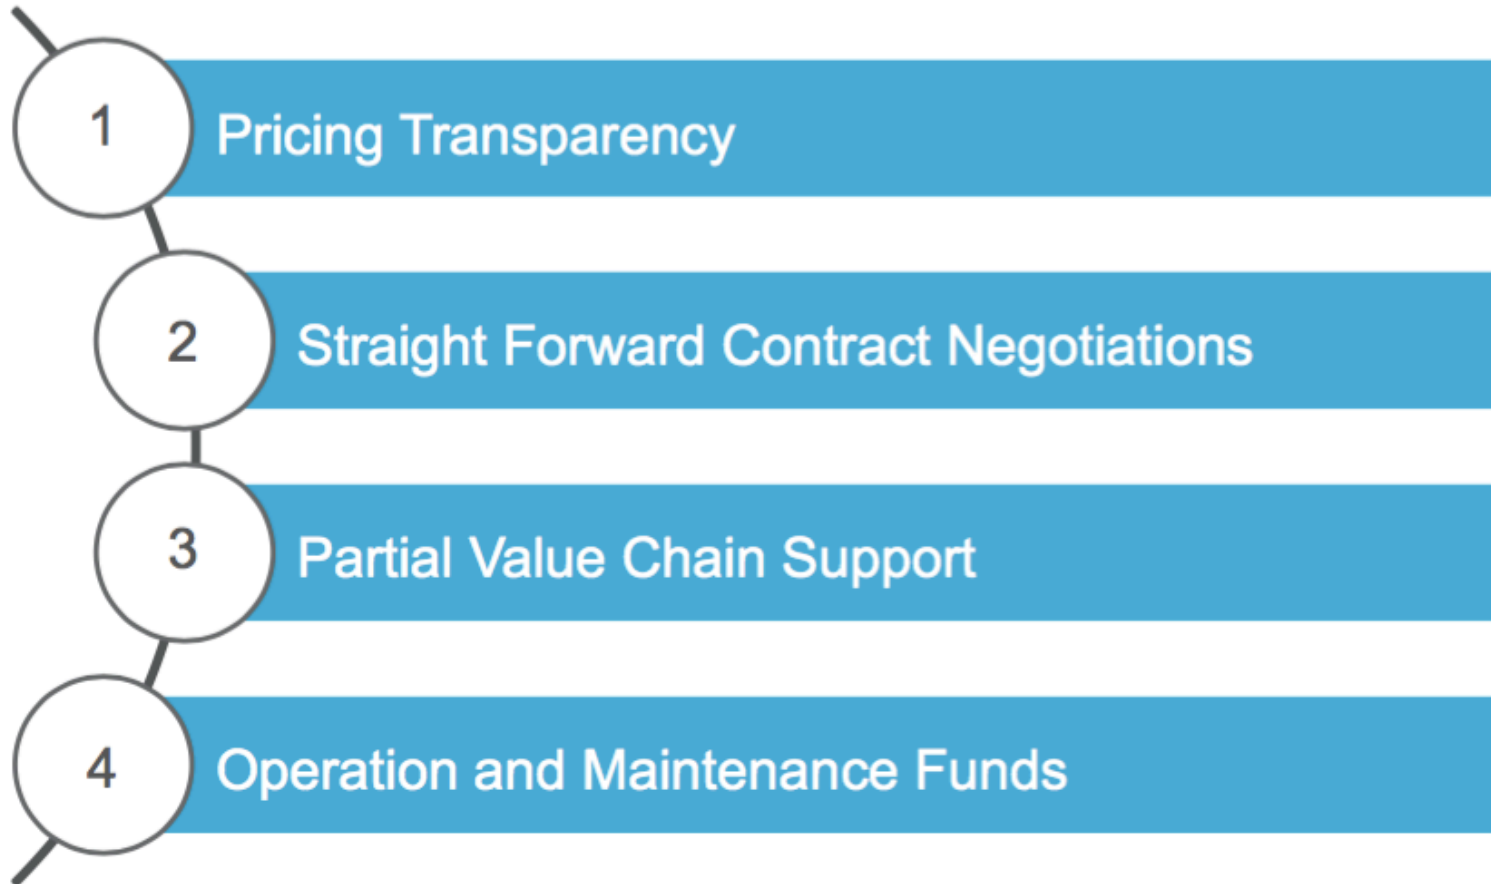 1 Pricing Transparency
2 Straight Forward Contract Negotiations
3 Partial Value Chain Support
4 Operation and Maintenance Funds